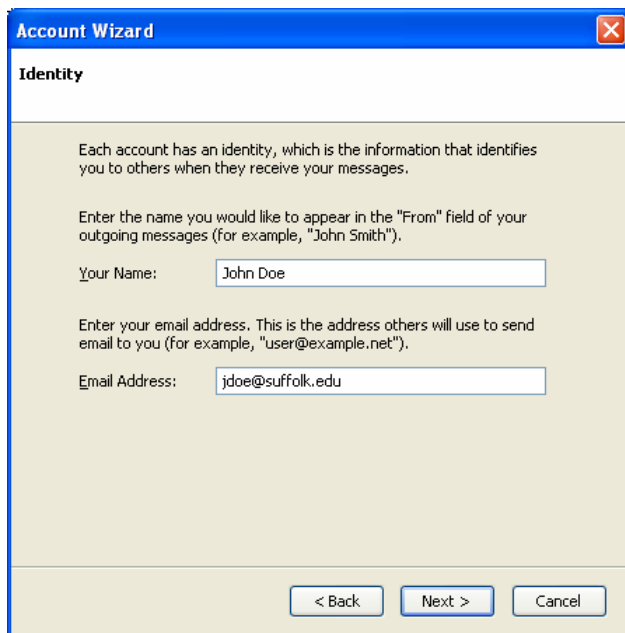 Account Wizard
Identity
Each account has an identity, which is the information that identifies
you to others when they receive your messages.
Enter the name you would like to appear in the "From" field of your
outgoing messages (for example, "John Smith").
Your Name: John Doe
Enter your email address. This is the address others will use to send
email to you (for example, "user@example.net").
Email Address: jdoe@suffolk.edu
< Back Next > Cancel